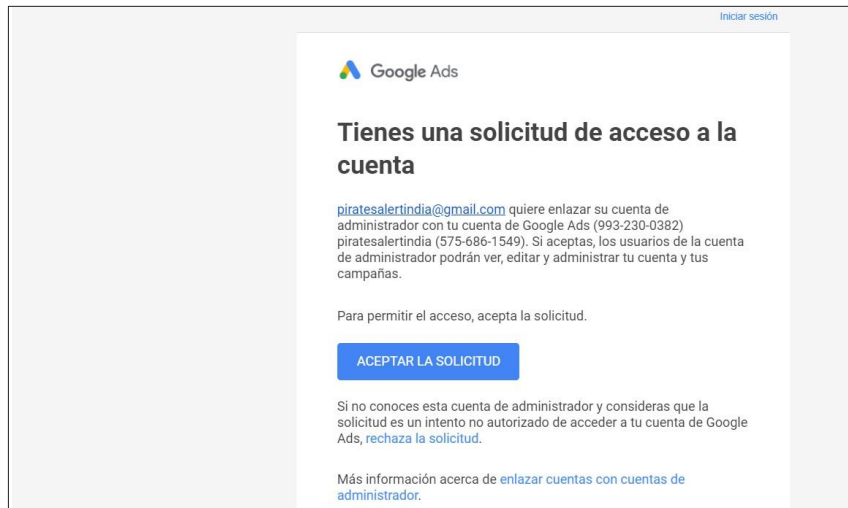 Iniciar sesión
Google Ads
Tienes una solicitud de acceso a la
cuenta
piratesalertindia@gmail.com quiere enlazar su cuenta de
administrador con tu cuenta de Google Ads (993-230-0382)
piratesalertindia (575-686-1549). Si aceptas, los usuarios de la cuenta
de administrador podrán ver, editar y administrar tu cuenta y tus
campañas.
Para permitir el acceso, acepta la solicitud.
ACEPTAR LA SOLICITUD
Si no conoces esta cuenta de administrador y consideras que la
solicitud es un intento no autorizado de acceder a tu cuenta de Google
Ads, rechaza la solicitud.
Más información acerca de enlazar cuentas con cuentas de
administrador.